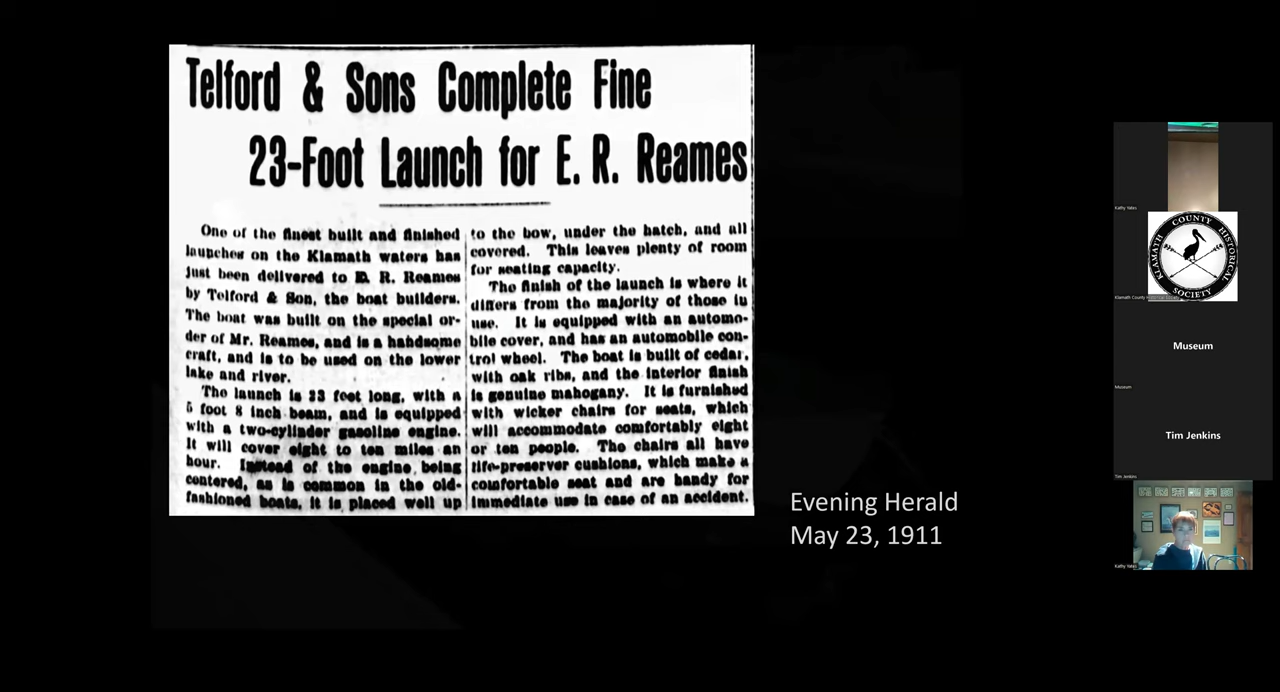 Telford & Sons Complete Fine
23-Foot Launch for E. R. Reames
One of the finest built and finished
launches on the Klamath waters has
just been delivered to E. R. Reames
by Telford & Son, the boat builders.
The boat was built on the special or-
der of Mr. Reames, and is a handsome
craft, and is to be used on the lower
lake and river.
The launch is 23 feet long, with a
5 foot 8 inch beam, and is equipped
with a two-cylinder gasoline engine.
It will cover eight to ten miles an
hour. Instead of the engine being
centered, as is common in the old-
fashioned boats, it is placed well up
to the bow, under the hatch, and all
covered. This leaves plenty of room
for seating capacity.
The finish of the launch is where it
differs from the majority of those in
use. It is equipped with an automo-
bile cover, and has an automobile con-
trol wheel. The boat is built of cedar,
with oak ribs, and the interior finish
is genuine mahogany. It is furnished
with wicker chairs for seats, which
will accommodate comfortably eight
or ten people. The chairs all have
life-preserver cushions, which make a
comfortable seat and are handy for
immediate use in case of an accident.
Evening Herald
May 23, 1911
Kathy Yates
KLAMATH COUNTY HISTORICAL SOCIETY
Klamath County Historical
Museum
Museum
Tim Jenkins
Tim Jenkins
Kathy Yates